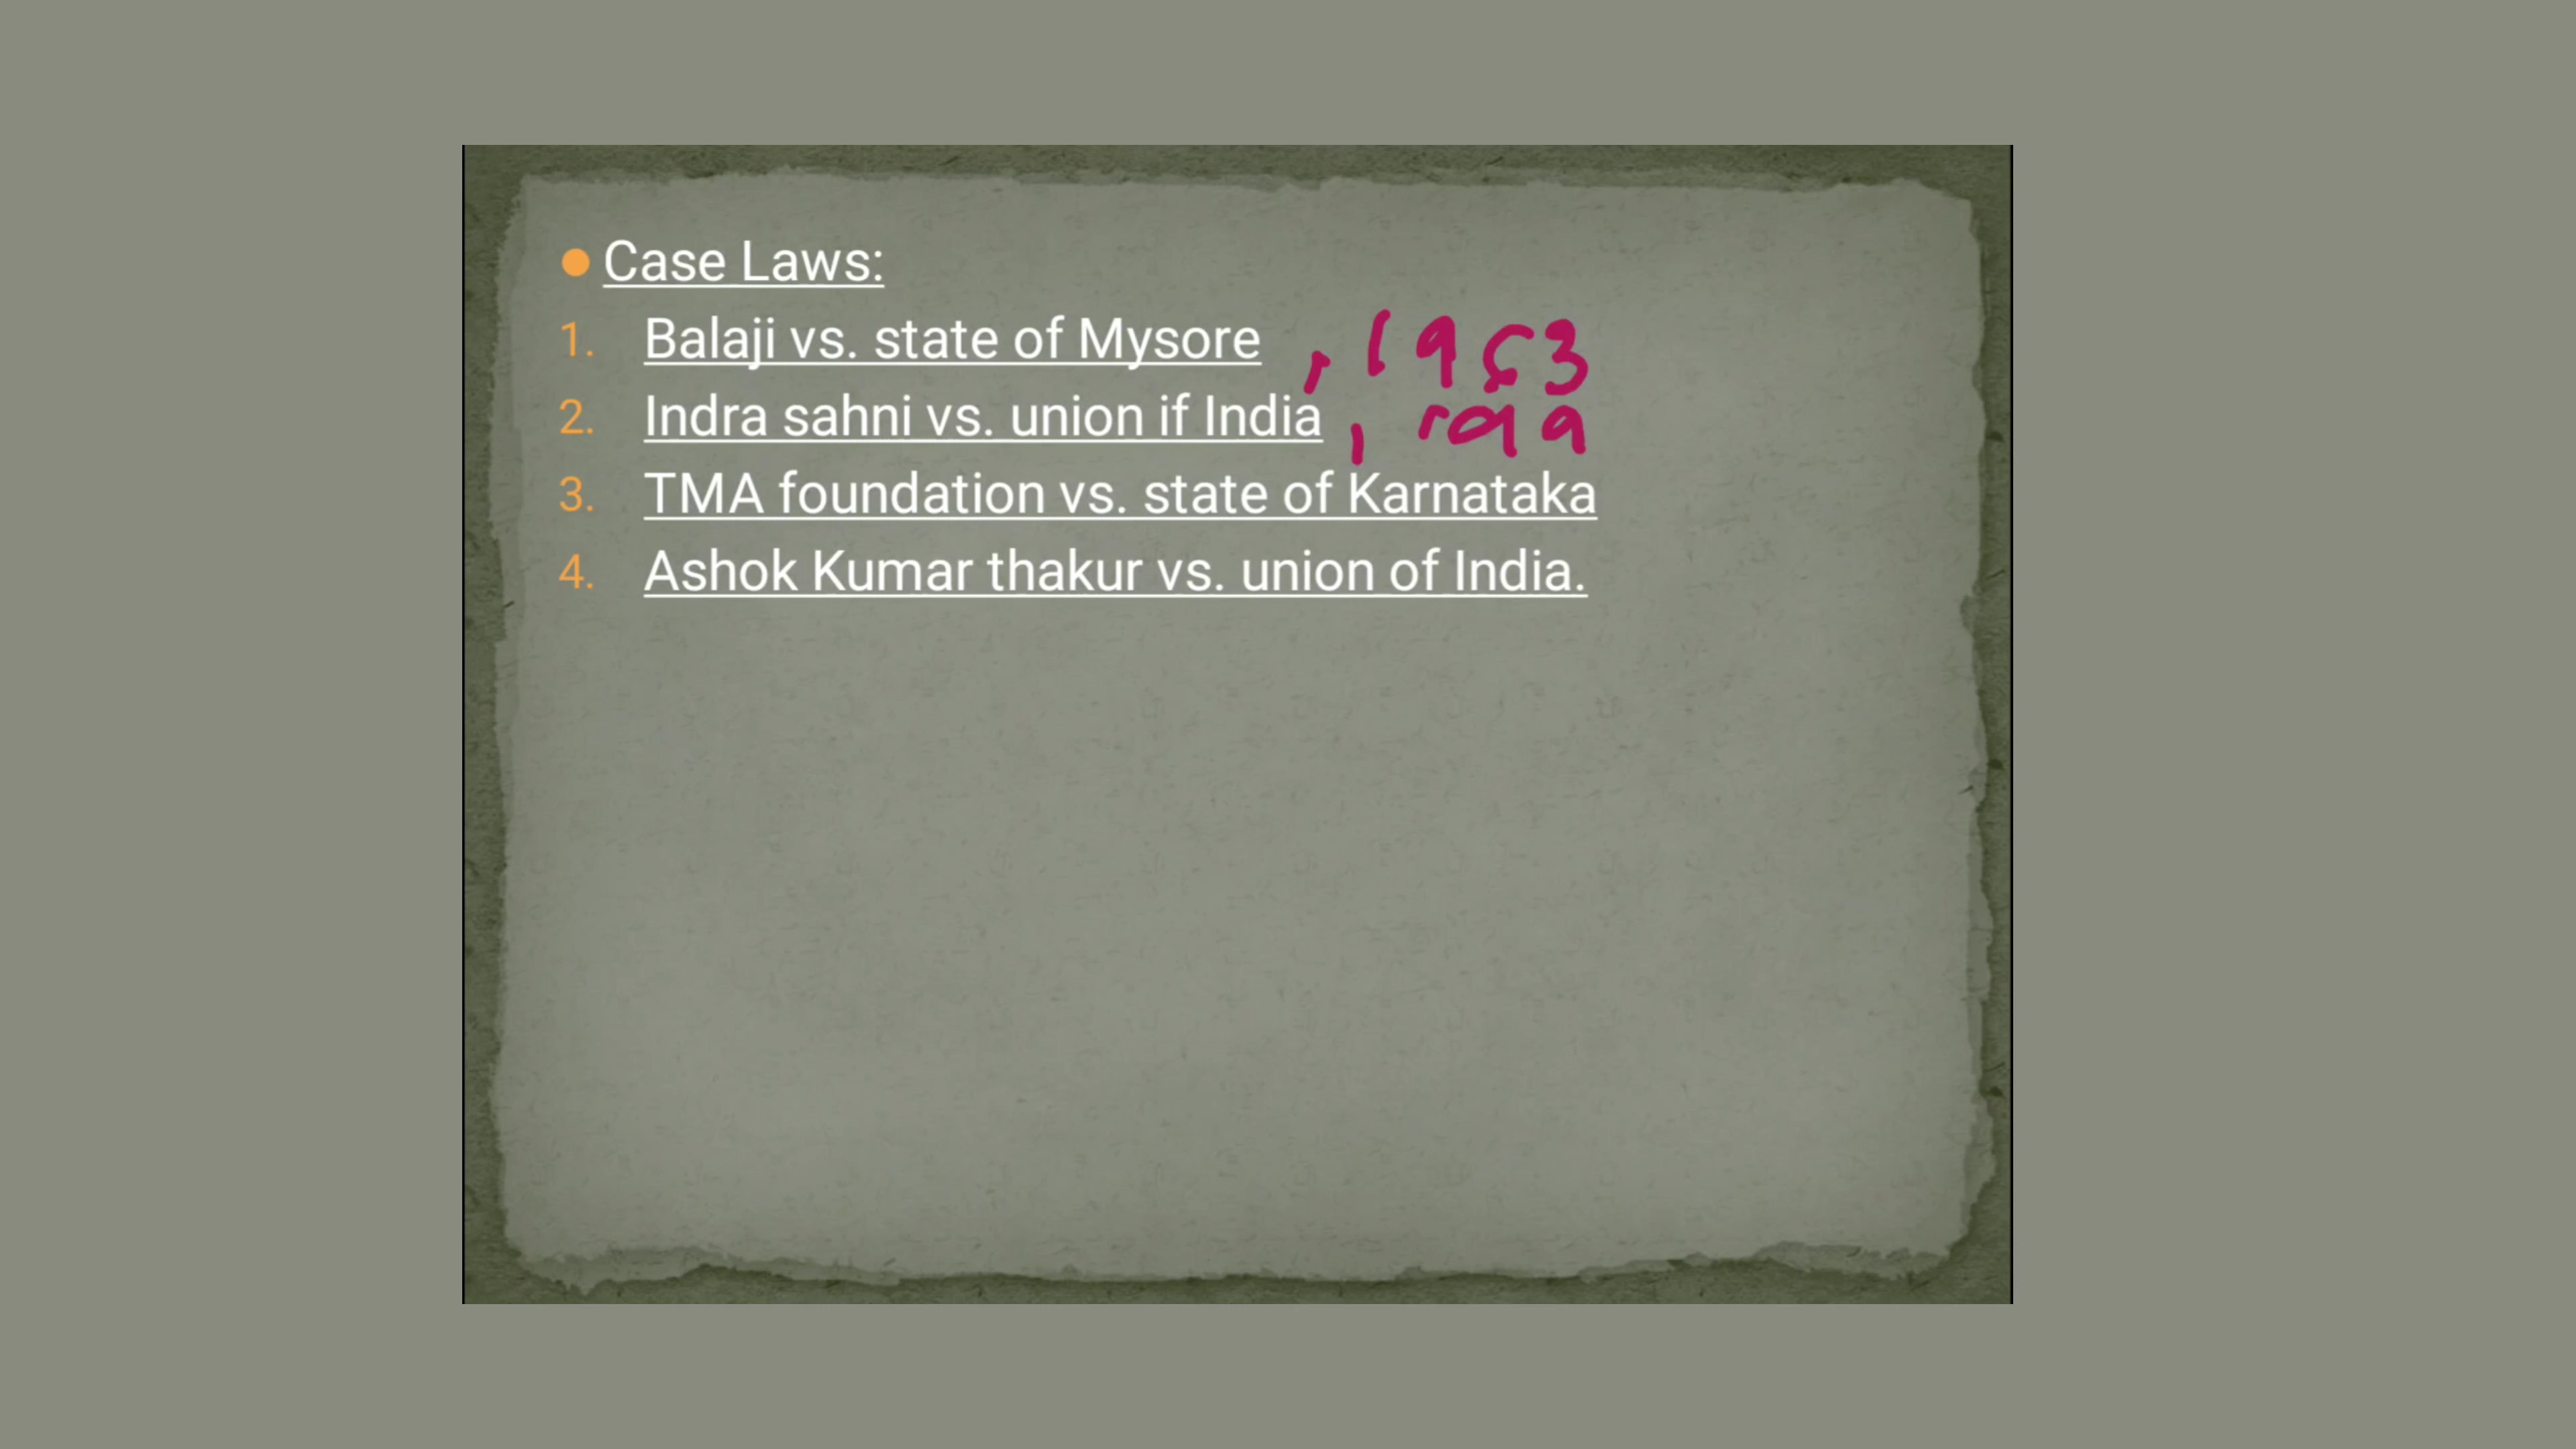 Case Laws:
1. Balaji vs. state of Mysore , 1963
2. Indra sahni vs. union if India ,
3. TMA foundation vs. state of Karnataka
4. Ashok Kumar thakur vs. union of India.